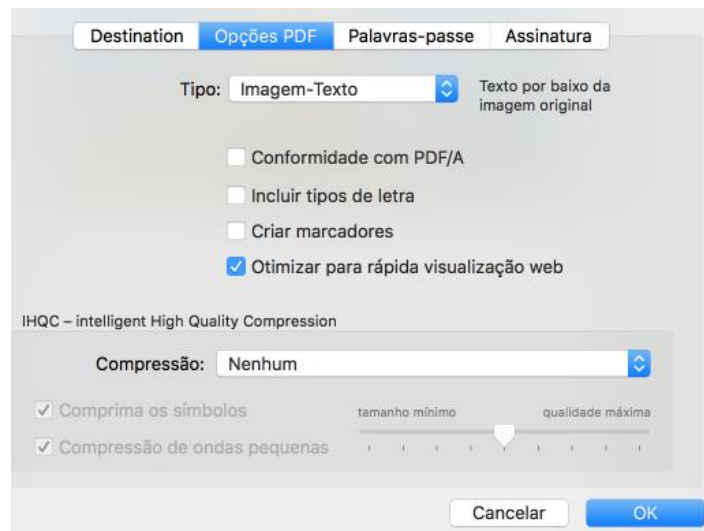 Destination Opções PDF Palavras-passe Assinatura
Tipo: Imagem-Texto Texto por baixo da
imagem original
Conformidade com PDF/A
Incluir tipos de letra
Criar marcadores
Otimizar para rápida visualização web
IHQC – intelligent High Quality Compression
Compressão: Nenhum
Comprima os símbolos tamanho mínimo qualidade máxima
Compressão de ondas pequenas
Cancelar OK